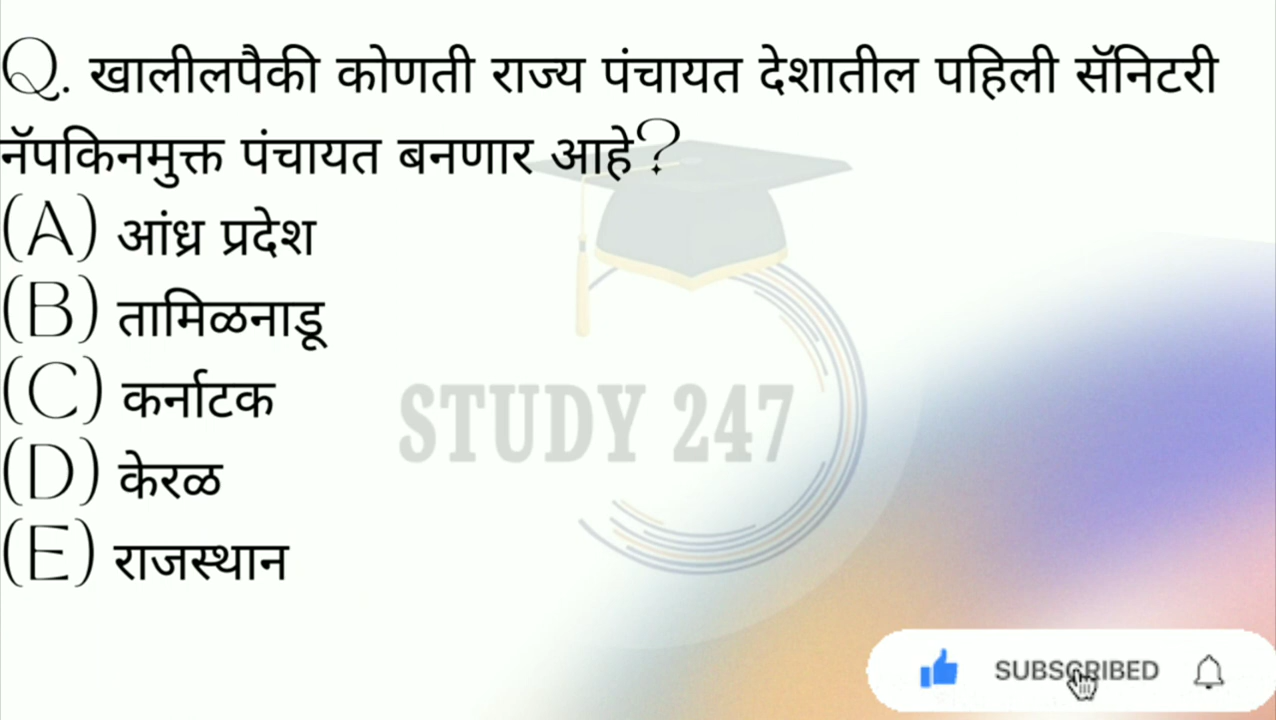 Q. खालीलपैकी कोणती राज्य पंचायत देशातील पहिली सॅनिटरी
नॅपकिनमुक्त पंचायत बनणार आहे?
(A) आंध्र प्रदेश
(B) तामिळनाडू
(C) कर्नाटक
(D) केरळ
(E) राजस्थान
STUDY 247
SUBSCRIBED